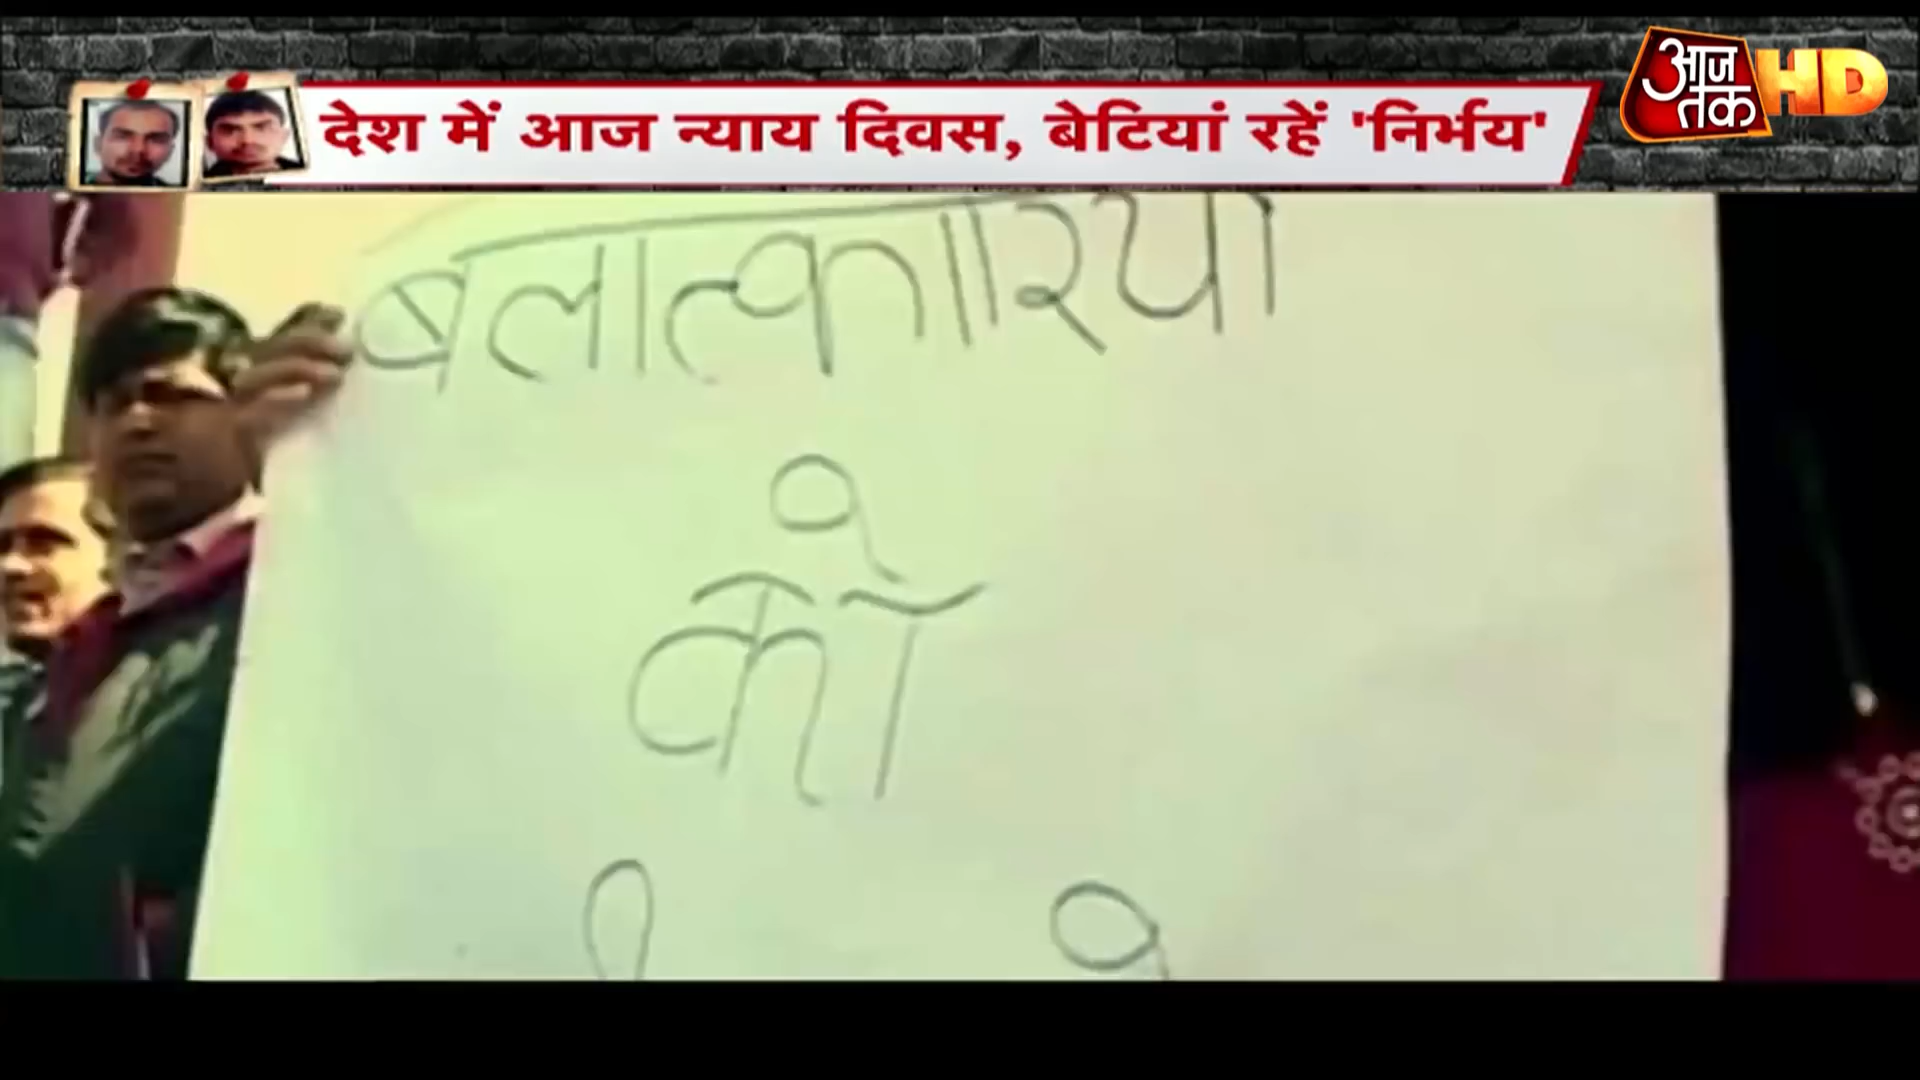 आज तक HD
देश में आज न्याय दिवस, बेटियां रहें 'निर्भय'
बलात्कारियो
को